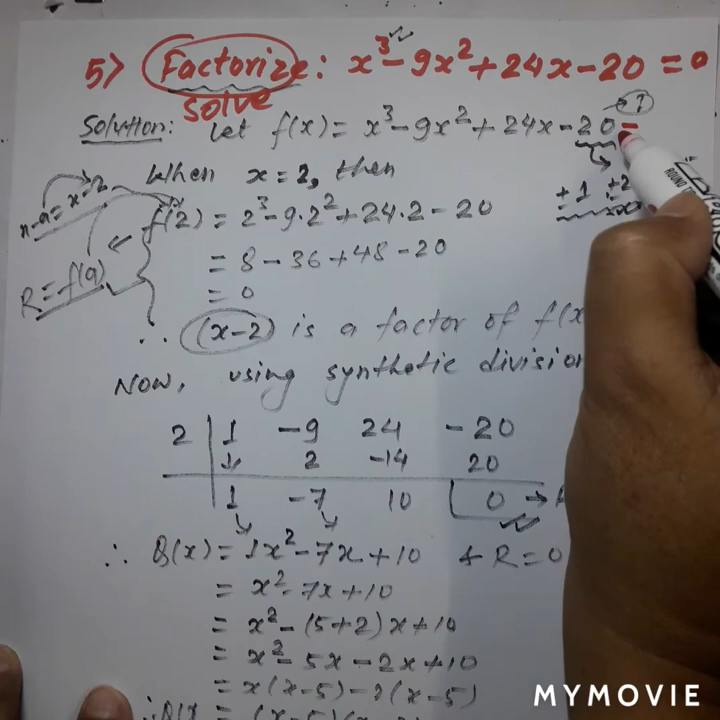 5> Factorize: x³ - 9x² + 24x - 20 = 0
solve
Solution: Let f(x) = x³ - 9x² + 24x - 20 =
When x = 2, then
± 1 ± 2
x-a = x-2
f(2) = 2³ - 9·2² + 24·2 - 20
= 8 - 36 + 48 - 20
R = f(a)
= 0
∴ (x-2) is a factor of f(x
Now, using synthetic division
2 | 1 -9 24 -20
↓ 2 -14 20
1 -7 10 0 →
∴ Q(x) = 1x² - 7x + 10 & R = 0
= x² - 7x + 10
= x² - (5+2)x + 10
= x² - 5x - 2x + 10
= x(x-5) - 2(x-5)
MYMOVIE